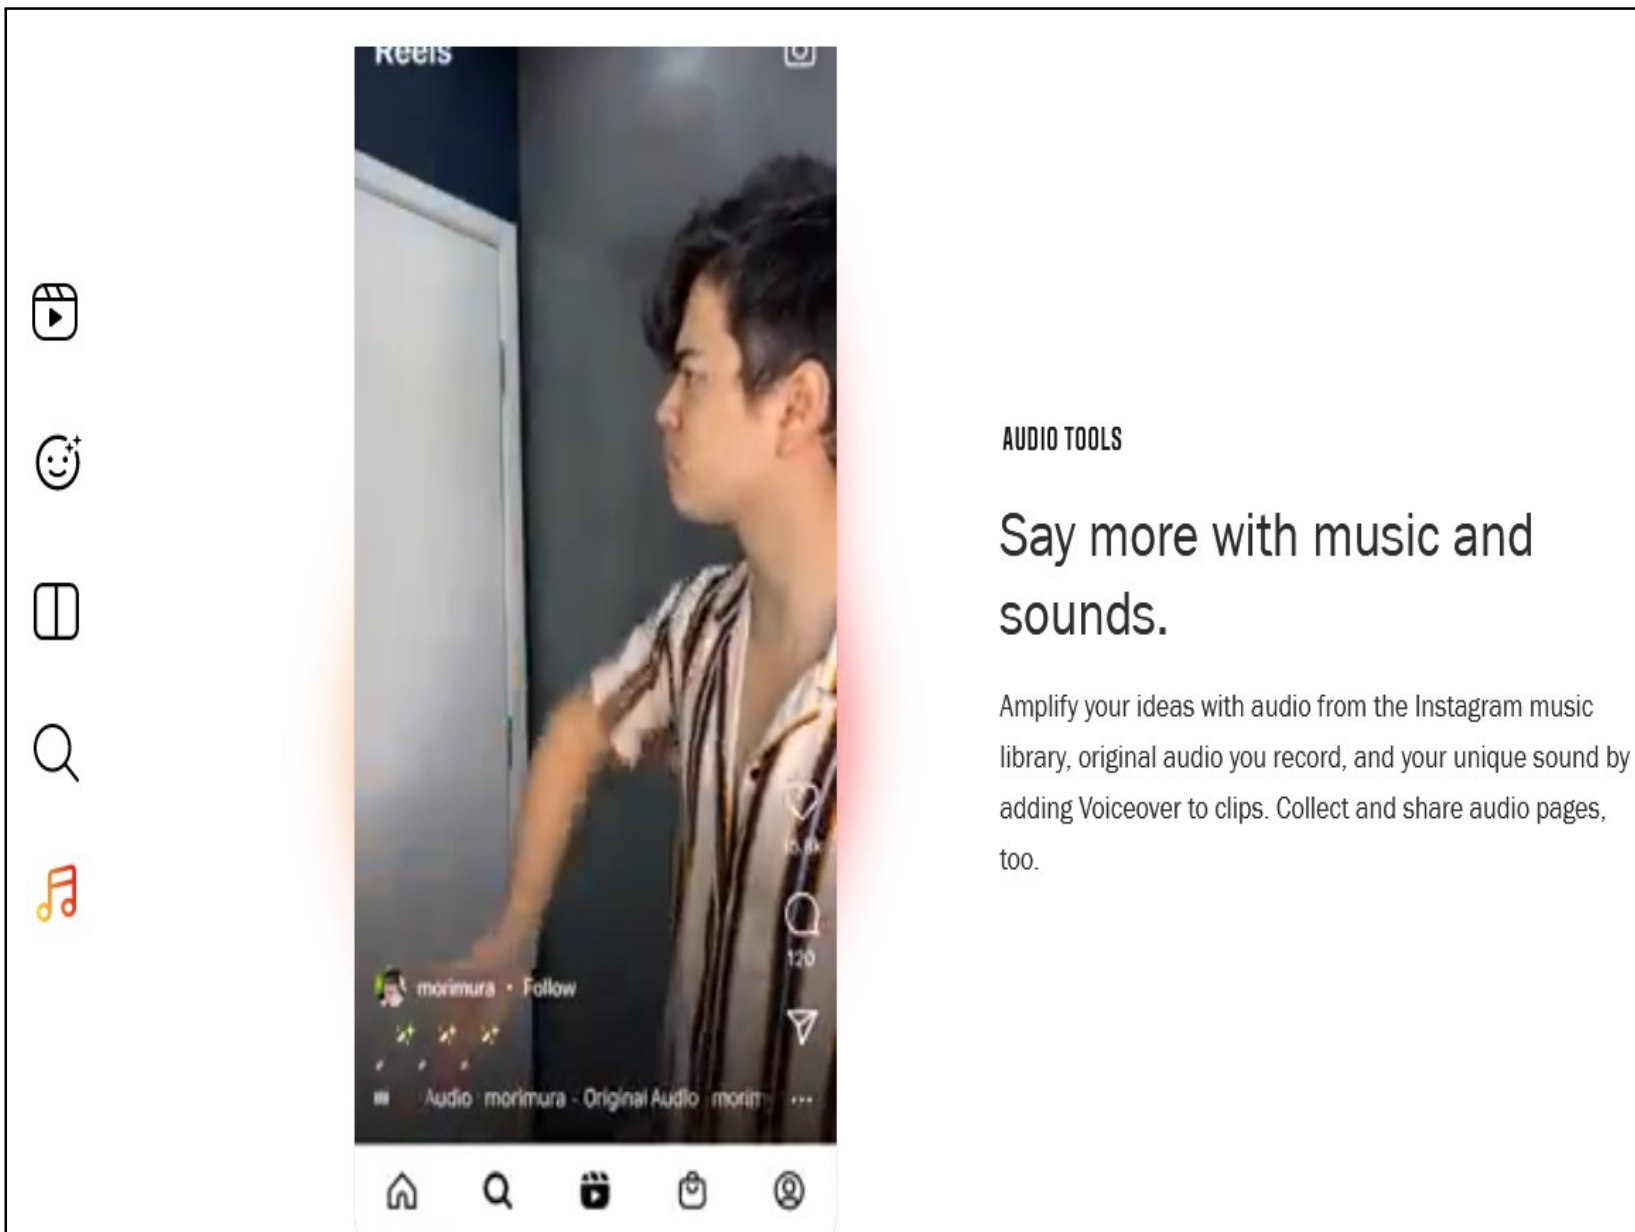 Reels
AUDIO TOOLS
Say more with music and
sounds.
Amplify your ideas with audio from the Instagram music
library, original audio you record, and your unique sound by
adding Voiceover to clips. Collect and share audio pages,
too.
120
morimura • Follow
Audio morimura - Original Audio morim